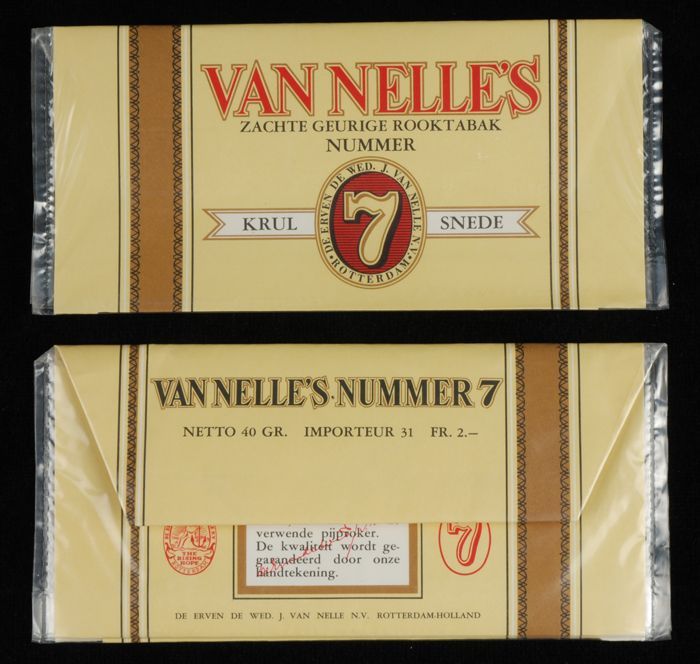 VAN NELLE'S
ZACHTE GEURIGE ROOKTABAK
NUMMER
DE ERVEN DE WED. J. VAN NELLE N.V.
KRUL 7 SNEDE
ROTTERDAM
VAN NELLE'S · NUMMER 7
NETTO 40 GR. IMPORTEUR 31 FR. 2.—
verwende pijproker.
De kwaliteit wordt ge-
garandeerd door onze
handtekening.
THE
RISING
HOPE
7
DE ERVEN DE WED. J. VAN NELLE N.V. ROTTERDAM-HOLLAND